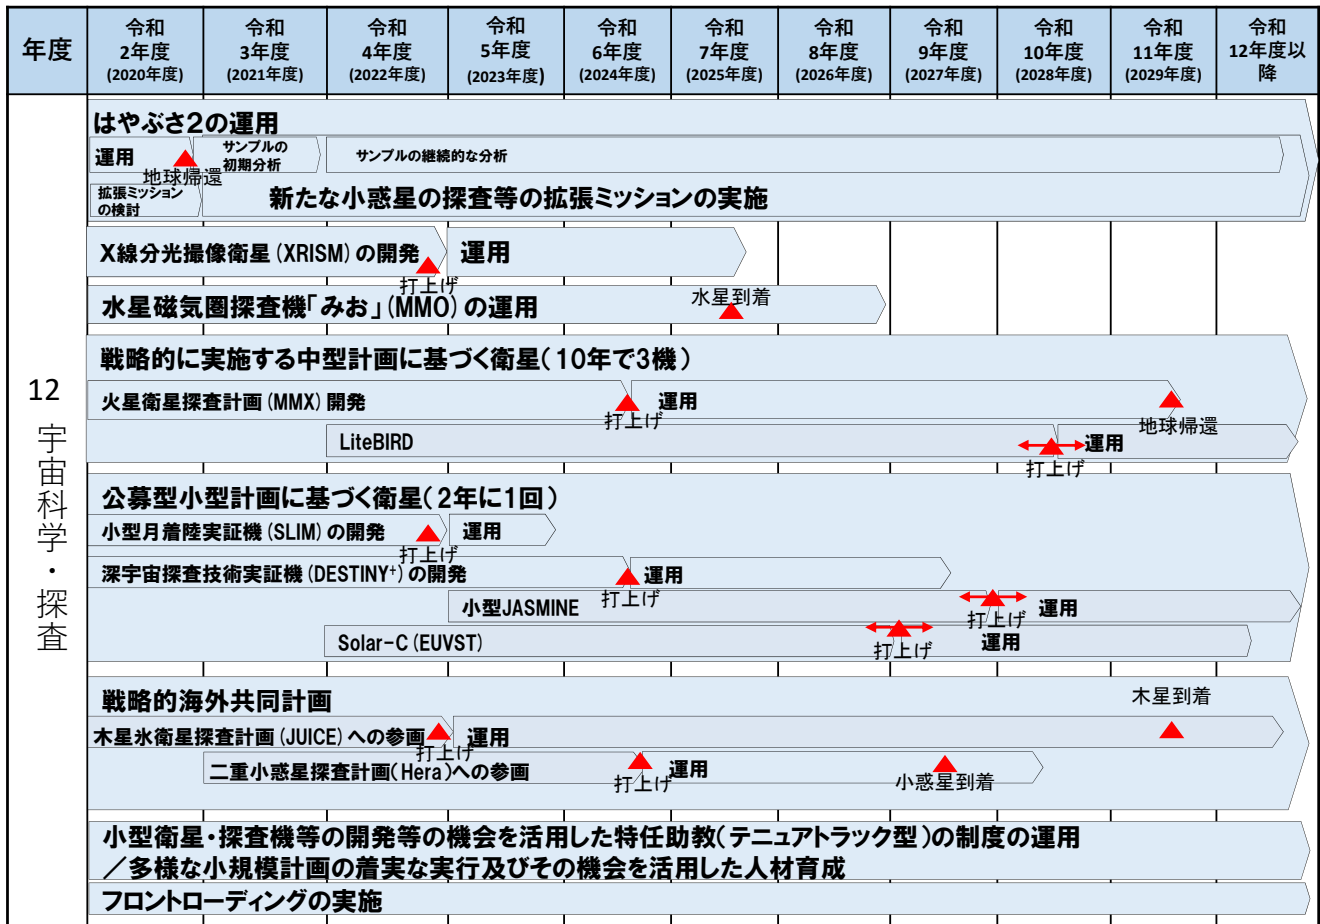 年度
令和
2年度
(2020年度)
令和
3年度
(2021年度)
令和
4年度
(2022年度)
令和
5年度
(2023年度)
令和
6年度
(2024年度)
令和
7年度
(2025年度)
令和
8年度
(2026年度)
令和
9年度
(2027年度)
令和
10年度
(2028年度)
令和
11年度
(2029年度)
令和
12年度以
降
12
宇宙科学・探査
はやぶさ2の運用
運用
地球帰還
サンプルの
初期分析
サンプルの継続的な分析
拡張ミッション
の検討
新たな小惑星の探査等の拡張ミッションの実施
X線分光撮像衛星(XRISM)の開発
打上げ
運用
水星磁気圏探査機「みお」(MMO)の運用
水星到着
戦略的に実施する中型計画に基づく衛星(10年で3機)
火星衛星探査計画(MMX)開発
打上げ
運用
地球帰還
LiteBIRD
打上げ
運用
公募型小型計画に基づく衛星(2年に1回)
小型月着陸実証機(SLIM)の開発
打上げ
運用
深宇宙探査技術実証機(DESTINY⁺)の開発
打上げ
運用
小型JASMINE
打上げ
運用
Solar-C(EUVST)
打上げ
運用
戦略的海外共同計画
木星到着
木星氷衛星探査計画(JUICE)への参画
打上げ
運用
二重小惑星探査計画(Hera)への参画
打上げ
運用
小惑星到着
小型衛星・探査機等の開発等の機会を活用した特任助教(テニュアトラック型)の制度の運用
/多様な小規模計画の着実な実行及びその機会を活用した人材育成
フロントローディングの実施